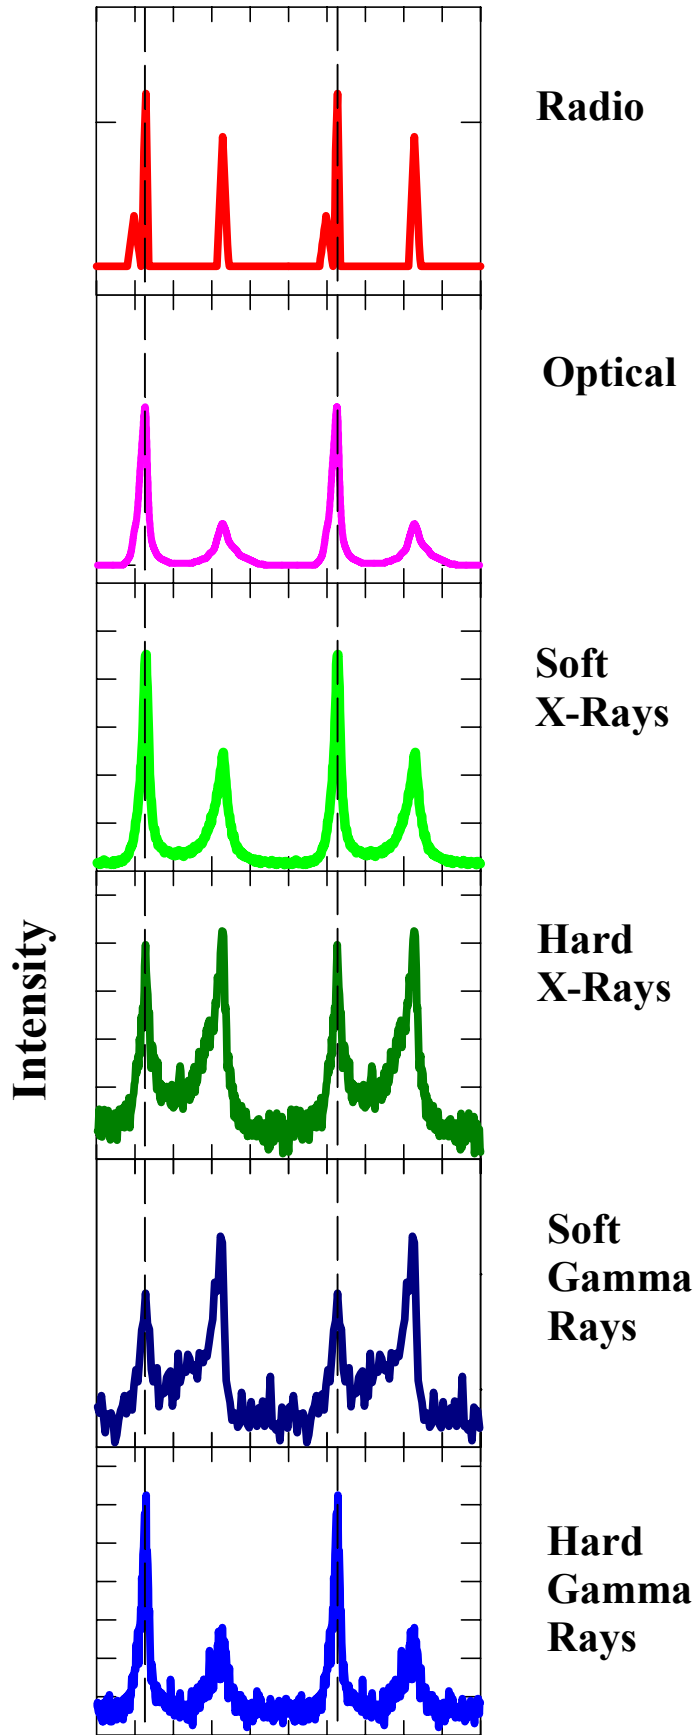 Radio
Optical
Soft
X-Rays
Intensity
Hard
X-Rays
Soft
Gamma
Rays
Hard
Gamma
Rays